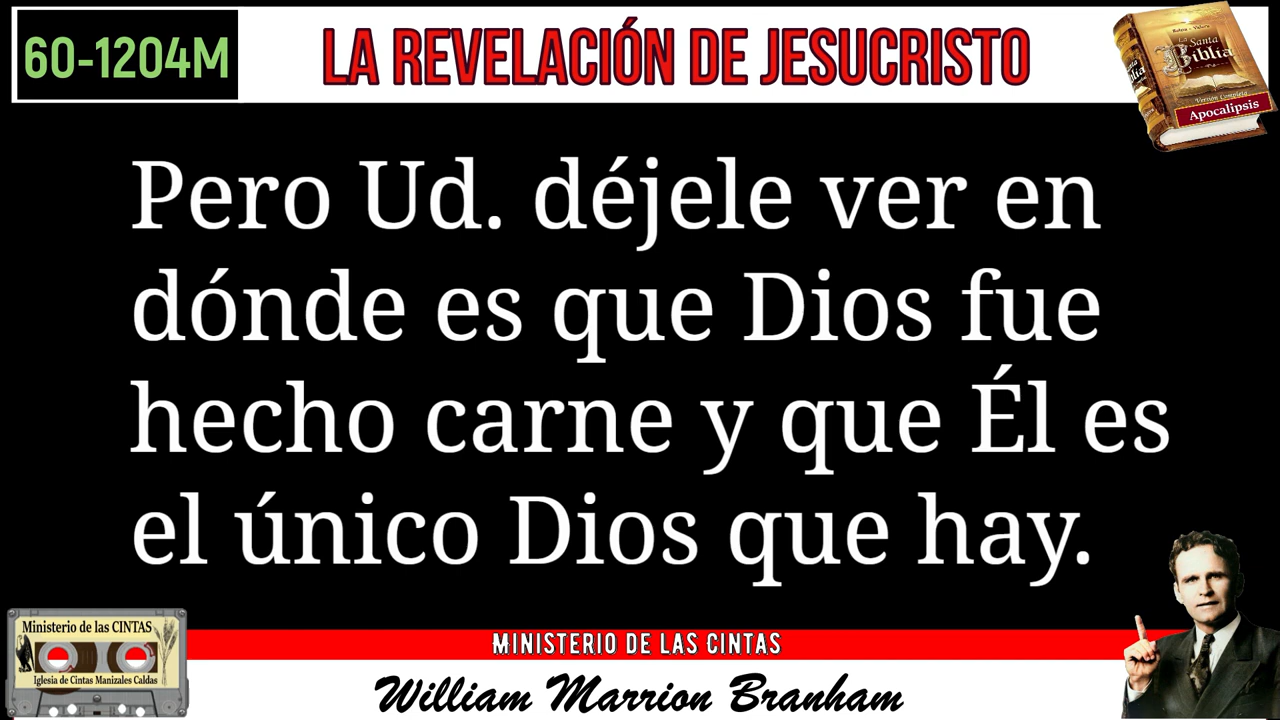 60-1204M
LA REVELACIÓN DE JESUCRISTO
La Santa
Biblia
Versión Completa
Apocalipsis
Pero Ud. déjele ver en
dónde es que Dios fue
hecho carne y que Él es
el único Dios que hay.
Ministerio de las CINTAS
Iglesia de Cintas Manizales Caldas
MINISTERIO DE LAS CINTAS
William Marrion Branham